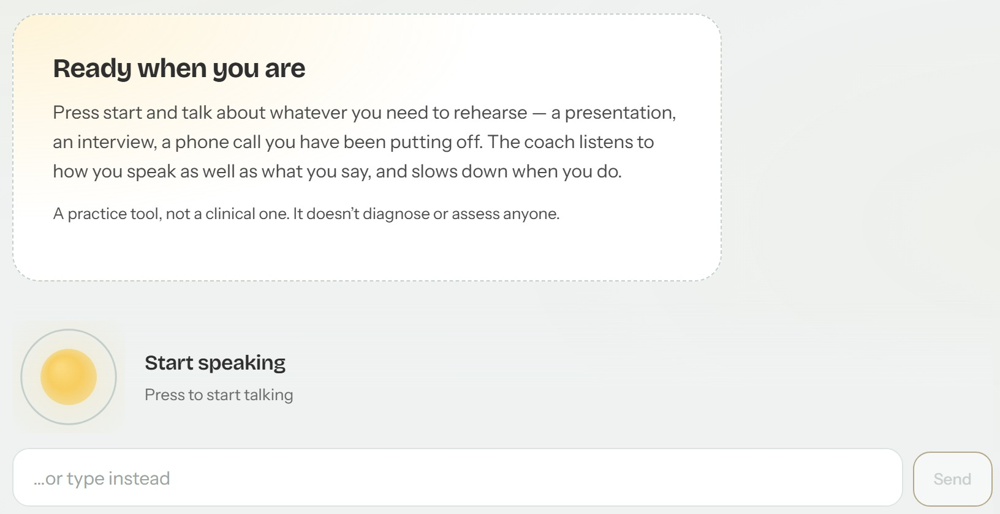 Ready when you are
Press start and talk about whatever you need to rehearse — a presentation,
an interview, a phone call you have been putting off. The coach listens to
how you speak as well as what you say, and slows down when you do.
A practice tool, not a clinical one. It doesn’t diagnose or assess anyone.
Start speaking
Press to start talking
...or type instead
Send